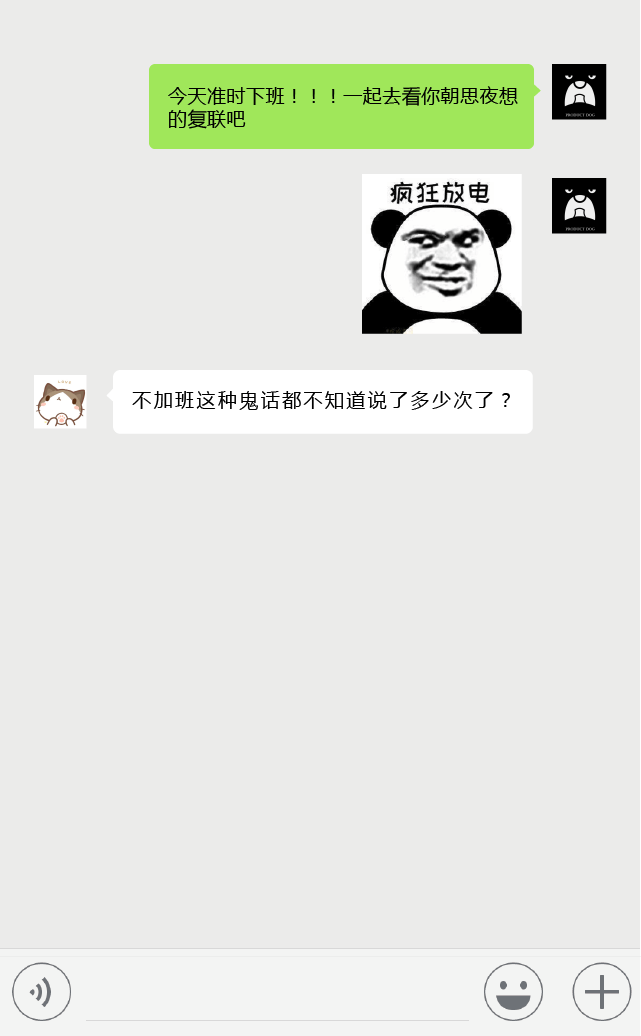 今天准时下班！！！一起去看你朝思夜想
的复联吧
PRODUCT DOG
疯狂放电
PRODUCT DOG
不加班这种鬼话都不知道说了多少次了？